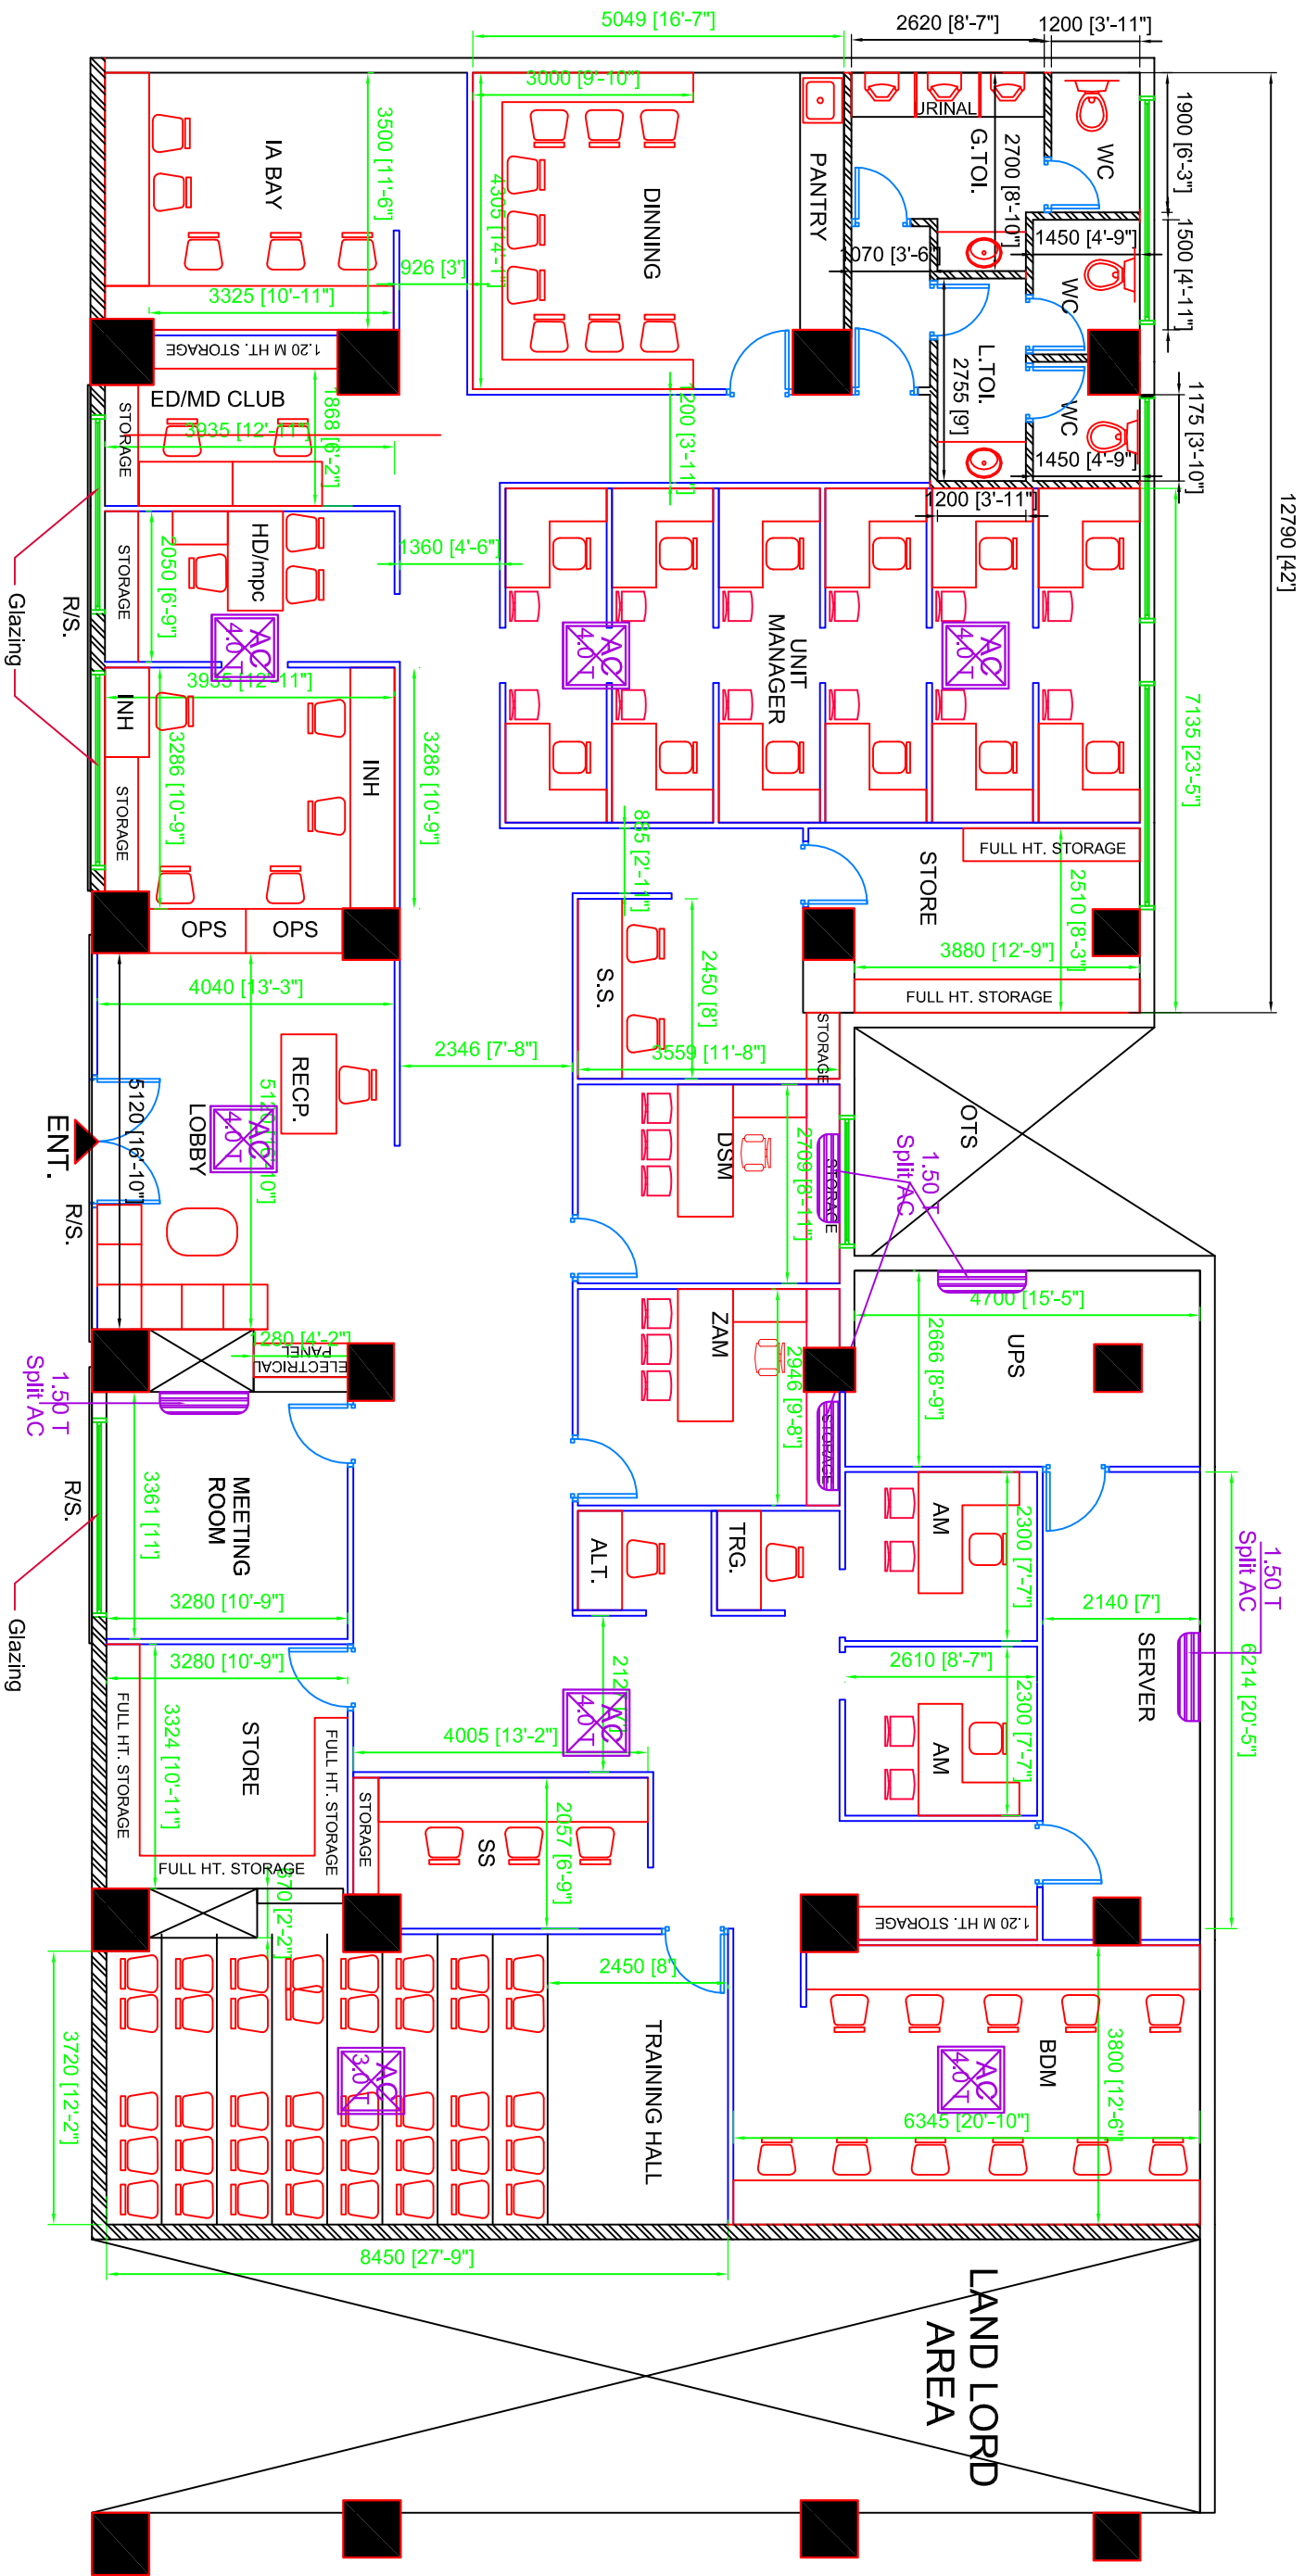 5049 [16'-7"]
2620 [8'-7"]
1200 [3'-11"]
3000 [9'-10"]
3500 [11'-6"]
4305 [14'-1"]
1900 [6'-3"]
12790 [42']
URINAL
G.TOI.
2700 [8'-10"]
WC
IA BAY
DINNING
PANTRY
1070 [3'-6"]
1450 [4'-9"]
1500 [4'-11"]
WC
926 [3']
3325 [10'-11"]
1.20 M HT. STORAGE
L.TOI.
2755 [9']
WC
1450 [4'-9"]
1175 [3'-10"]
STORAGE
ED/MD CLUB
3935 [12'-11"]
1868 [6'-2"]
1200 [3'-11"]
1200 [3'-11"]
HD/mpc
STORAGE
2050 [6'-9"]
1360 [4'-6"]
R/S.
Glazing
AC
4.0 T
AC
4.0 T
AC
4.0 T
UNIT
MANAGER
7135 [23'-5"]
3935 [12'-11"]
INH
3286 [10'-9"]
STORAGE
INH
3286 [10'-9"]
885 [2'-11"]
STORE
FULL HT. STORAGE
2510 [8'-3"]
3880 [12'-9"]
FULL HT. STORAGE
OPS
OPS
S.S.
2450 [8']
4040 [13'-3"]
2346 [7'-8"]
3559 [11'-8"]
STORAGE
RECP.
5120 [16'-10"]
5120 [16'-10"]
LOBBY
AC
4.0 T
ENT.
R/S.
DSM
2709 [8'-11"]
STORAGE
1.50 T
Split AC
OTS
ZAM
2946 [9'-8"]
STORAGE
4700 [15'-5"]
2666 [8'-9"]
UPS
1280 [4'-2"]
ELECTRICAL
PANEL
1.50 T
Split AC
3361 [11']
MEETING
ROOM
3280 [10'-9"]
R/S.
Glazing
ALT.
TRG.
AM
2300 [7'-7"]
2140 [7']
1.50 T
Split AC
6214 [20'-5"]
SERVER
2610 [8'-7"]
2300 [7'-7"]
AM
3280 [10'-9"]
3324 [10'-11"]
STORE
FULL HT. STORAGE
FULL HT. STORAGE
FULL HT. STORAGE
AC
4.0 T
4005 [13'-2"]
STORAGE
2057 [6'-9"]
SS
1.20 M HT. STORAGE
2450 [8']
3720 [12'-2"]
AC
3.0 T
TRAINING HALL
BDM
3800 [12'-6"]
AC
4.0 T
6345 [20'-10"]
8450 [27'-9"]
LAND LORD
AREA